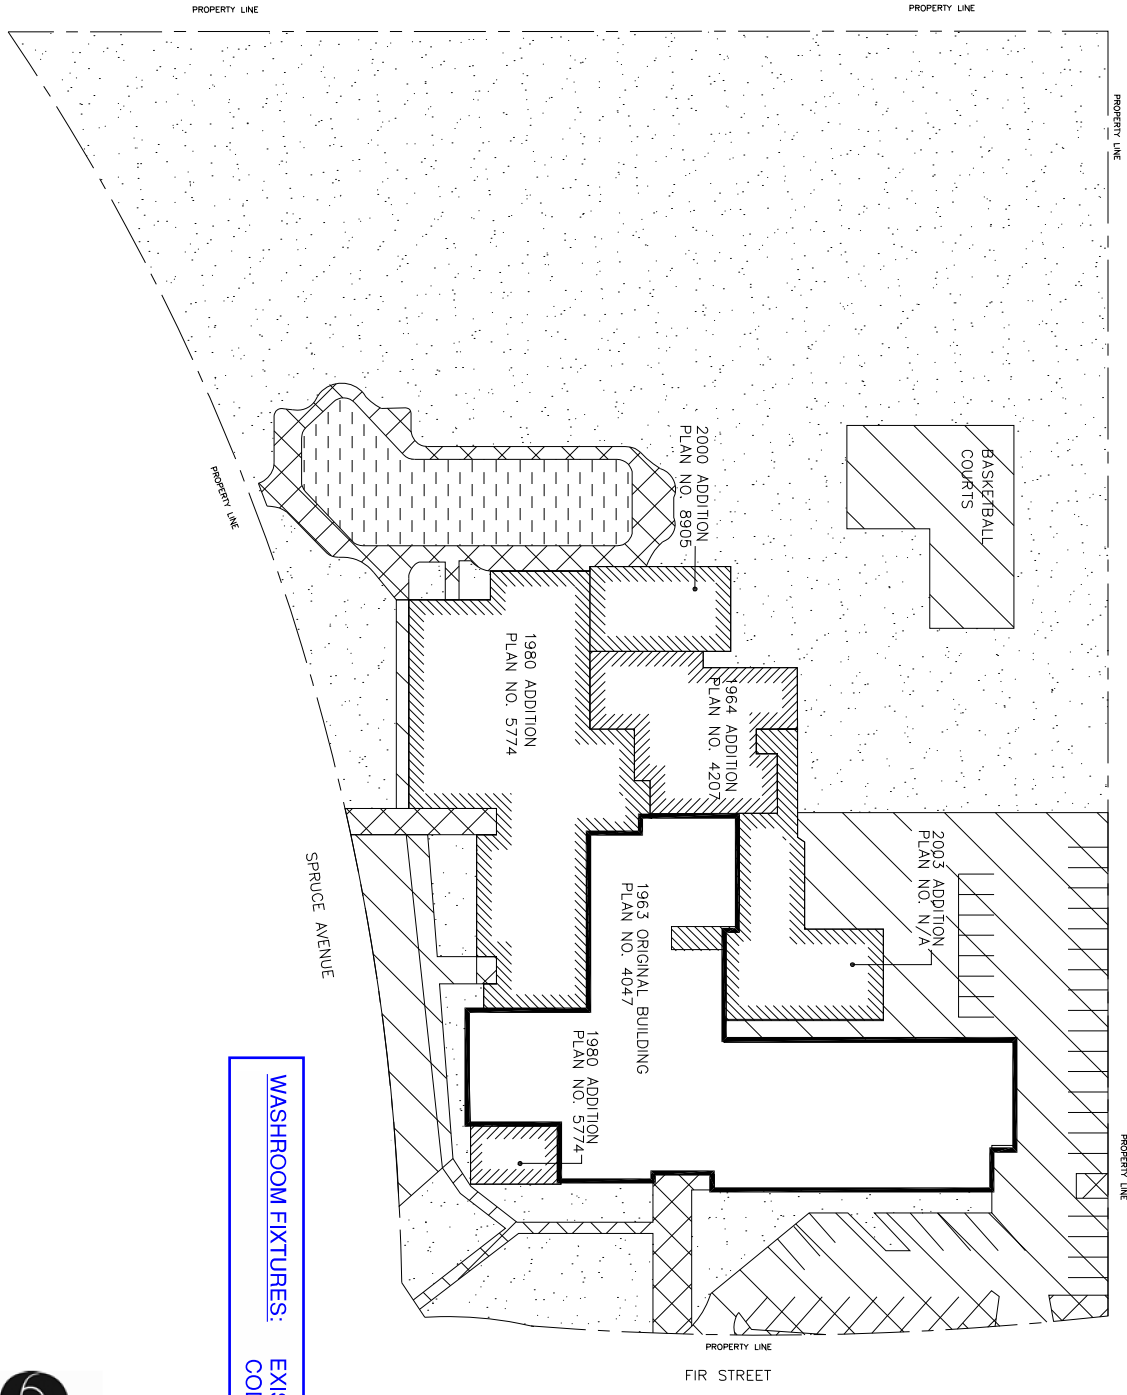 PROPERTY LINE
PROPERTY LINE
PROPERTY LINE
BASKETBALL
COURTS
2000 ADDITION
PLAN NO. 8905
PROPERTY LINE
1980 ADDITION
PLAN NO. 5774
1964 ADDITION
PLAN NO. 4207
2003 ADDITION
PLAN NO. N/A
SPRUCE AVENUE
1963 ORIGINAL BUILDING
PLAN NO. 4047
1980 ADDITION
PLAN NO. 5774
WASHROOM FIXTURES:
PROPERTY LINE
PROPERTY LINE
FIR STREET